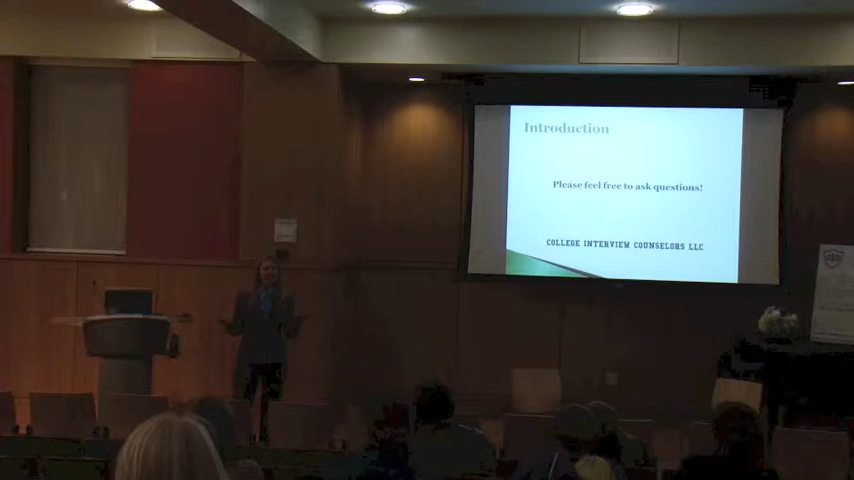 Introduction
Please feel free to ask questions!
COLLEGE INTERVIEW COUNSELORS LLC